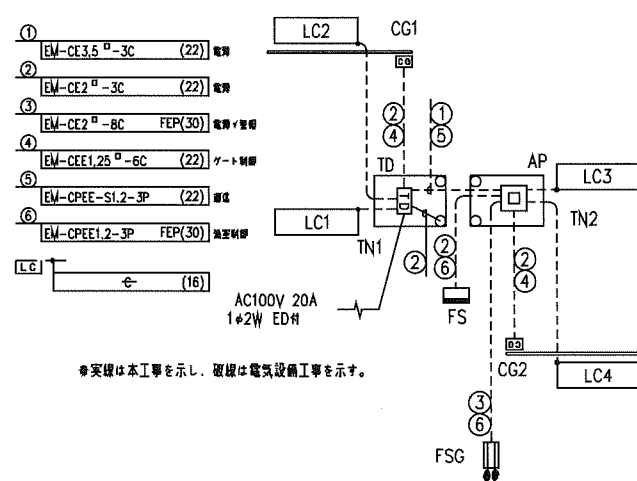 ①
EM-CE3,5□-3C (22) 電源
②
EM-CE2□-3C (22) 電源
③
EM-CE2□-8C FEP(30) 電源/警報
④
EM-CEE1,25□-6C (22) ゲート制御
⑤
EM-CPEE-S1.2-3P (22) 通信
⑥
EM-CPEE1.2-3P FEP(30) 満空制御
LC
C (16)
LC2
CG1
②
④
①
⑤
TD
AP
LC3
TD
LC1
TN1
TN2
②
②
⑥
②
④
AC100V 20A
1φ2W ED付
FS
CG2
LC4
③
⑥
FSG
※実線は本工事を示し、破線は電気設備工事を示す。